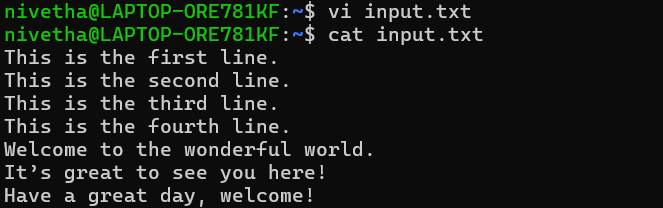 nivetha@LAPTOP-ORE781KF:~$ vi input.txt
nivetha@LAPTOP-ORE781KF:~$ cat input.txt
This is the first line.
This is the second line.
This is the third line.
This is the fourth line.
Welcome to the wonderful world.
It’s great to see you here!
Have a great day, welcome!